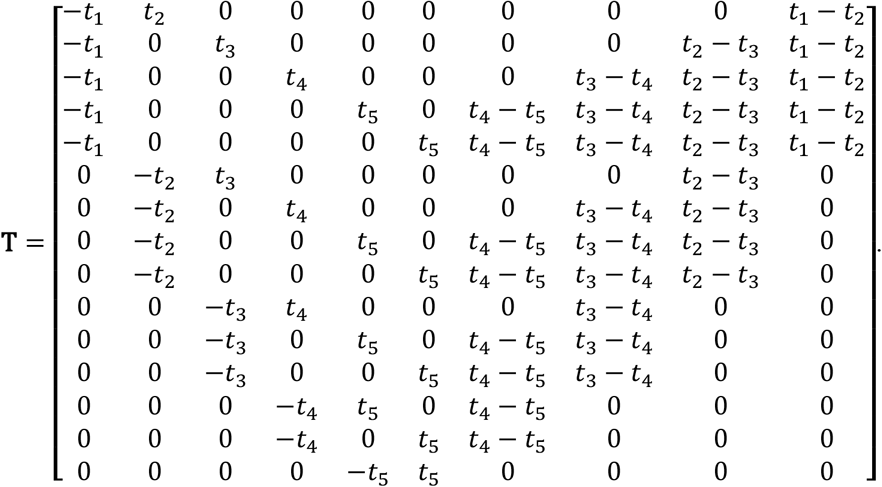 −t₁ t₂ 0 0 0 0 0 0 0 t₁ − t₂
−t₁ 0 t₃ 0 0 0 0 0 t₂ − t₃ t₁ − t₂
−t₁ 0 0 t₄ 0 0 0 t₃ − t₄ t₂ − t₃ t₁ − t₂
−t₁ 0 0 0 t₅ 0 t₄ − t₅ t₃ − t₄ t₂ − t₃ t₁ − t₂
−t₁ 0 0 0 0 t₅ t₄ − t₅ t₃ − t₄ t₂ − t₃ t₁ − t₂
0 −t₂ t₃ 0 0 0 0 0 t₂ − t₃ 0
0 −t₂ 0 t₄ 0 0 0 t₃ − t₄ t₂ − t₃ 0
T = 0 −t₂ 0 0 t₅ 0 t₄ − t₅ t₃ − t₄ t₂ − t₃ 0 .
0 −t₂ 0 0 0 t₅ t₄ − t₅ t₃ − t₄ t₂ − t₃ 0
0 0 −t₃ t₄ 0 0 0 t₃ − t₄ 0 0
0 0 −t₃ 0 t₅ 0 t₄ − t₅ t₃ − t₄ 0 0
0 0 −t₃ 0 0 t₅ t₄ − t₅ t₃ − t₄ 0 0
0 0 0 −t₄ t₅ 0 t₄ − t₅ 0 0 0
0 0 0 −t₄ 0 t₅ t₄ − t₅ 0 0 0
0 0 0 0 −t₅ t₅ 0 0 0 0